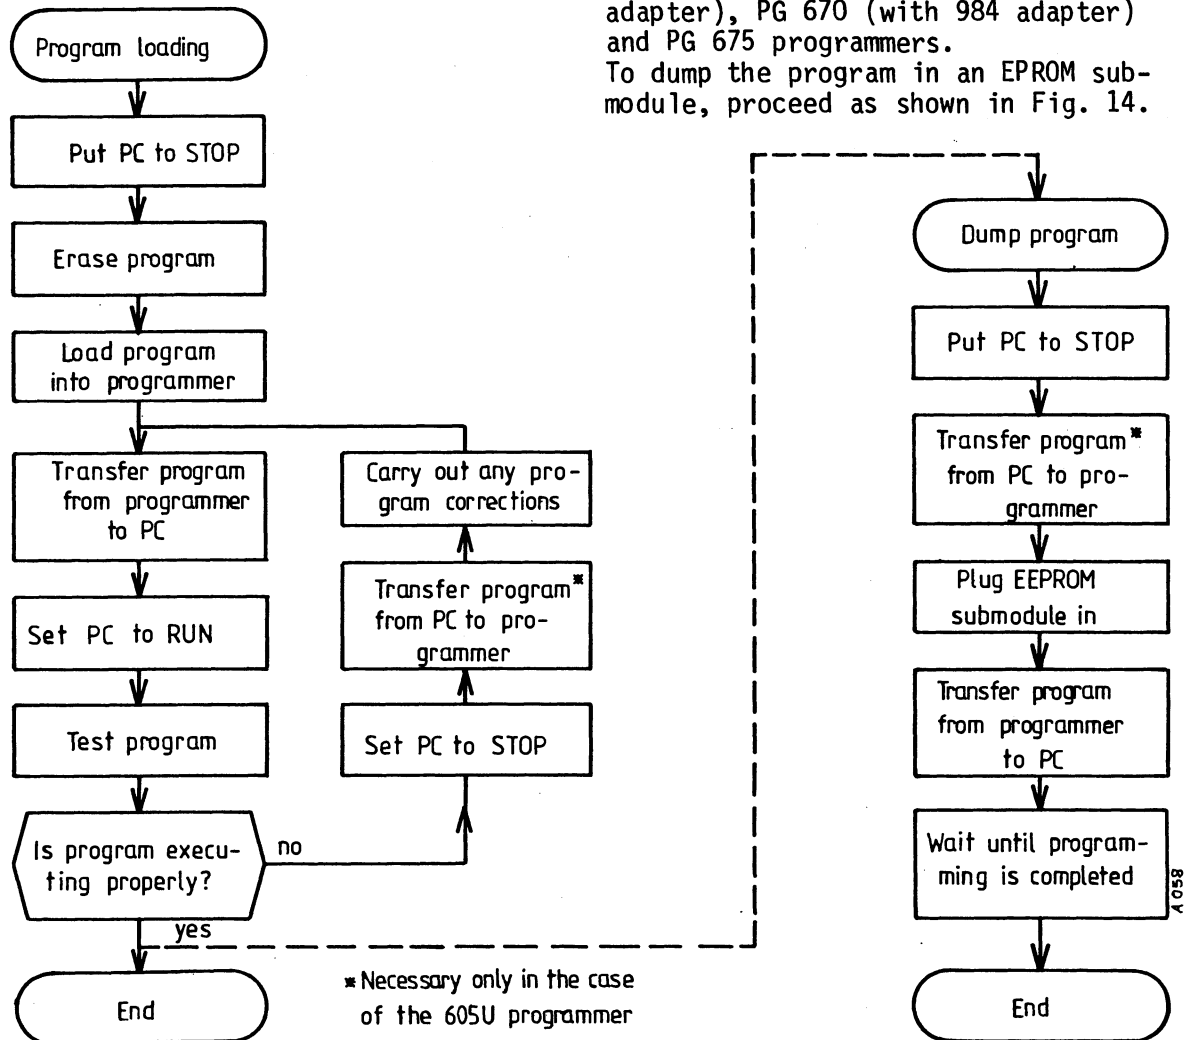 adapter), PG 670 (with 984 adapter)
and PG 675 programmers.
To dump the program in an EPROM sub-
module, proceed as shown in Fig. 14.
Program loading
Put PC to STOP
Erase program
Load program
into programmer
Transfer program
from programmer
to PC
Set PC to RUN
Test program
Is program execu-
ting properly?
no
yes
End
Carry out any pro-
gram corrections
Transfer program*
from PC to pro-
grammer
Set PC to STOP
* Necessary only in the case
of the 605U programmer
Dump program
Put PC to STOP
Transfer program*
from PC to pro-
grammer
Plug EEPROM
submodule in
Transfer program
from programmer
to PC
Wait until program-
ming is completed
End